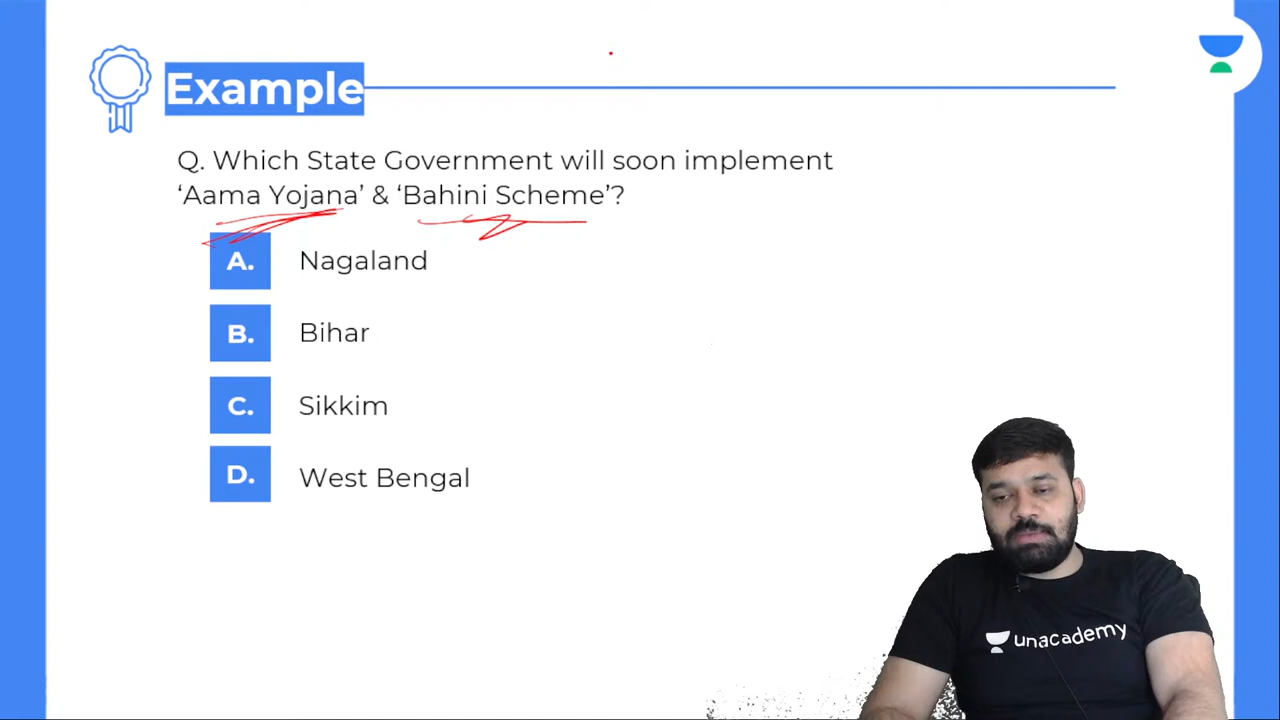 Example
Q. Which State Government will soon implement
‘Aama Yojana’ & ‘Bahini Scheme’?
A. Nagaland
B. Bihar
C. Sikkim
D. West Bengal
unacademy